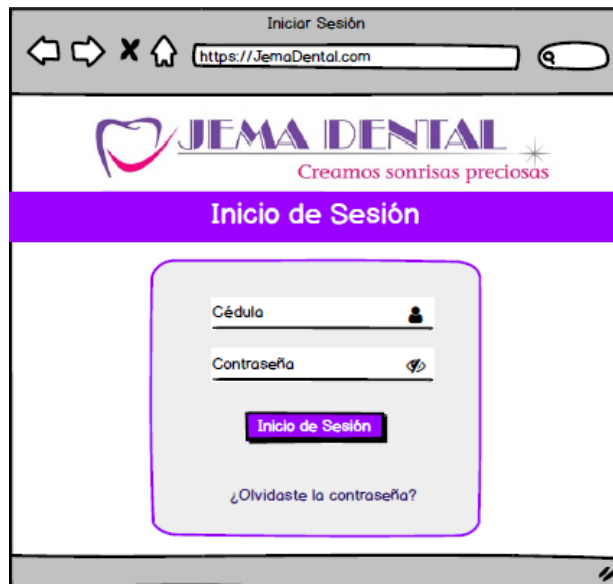 Iniciar Sesión
https://JemaDental.com
JEMA DENTAL
Creamos sonrisas preciosas
Inicio de Sesión
Cédula
Contraseña
Inicio de Sesión
¿Olvidaste la contraseña?